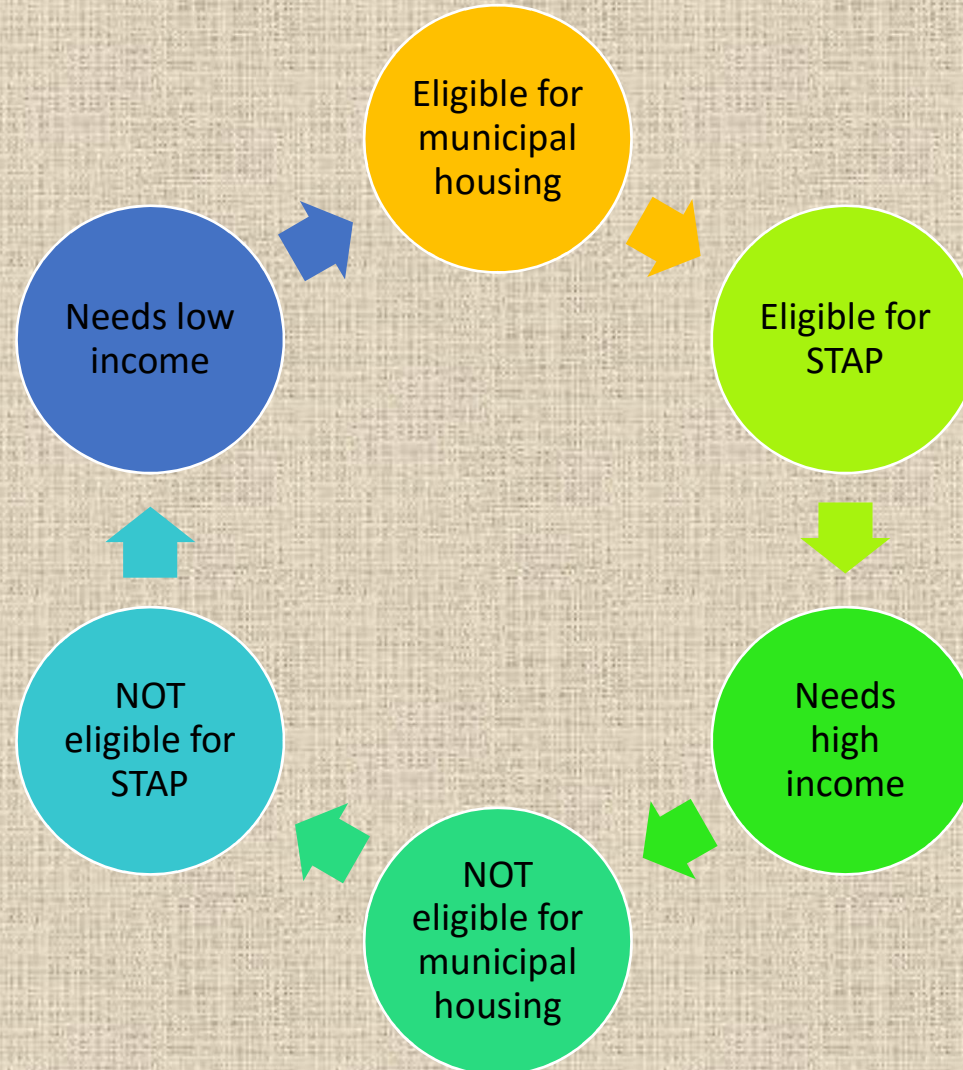 Eligible for
municipal
housing
Eligible for
STAP
Needs
high
income
NOT
eligible for
municipal
housing
NOT
eligible for
STAP
Needs low
income